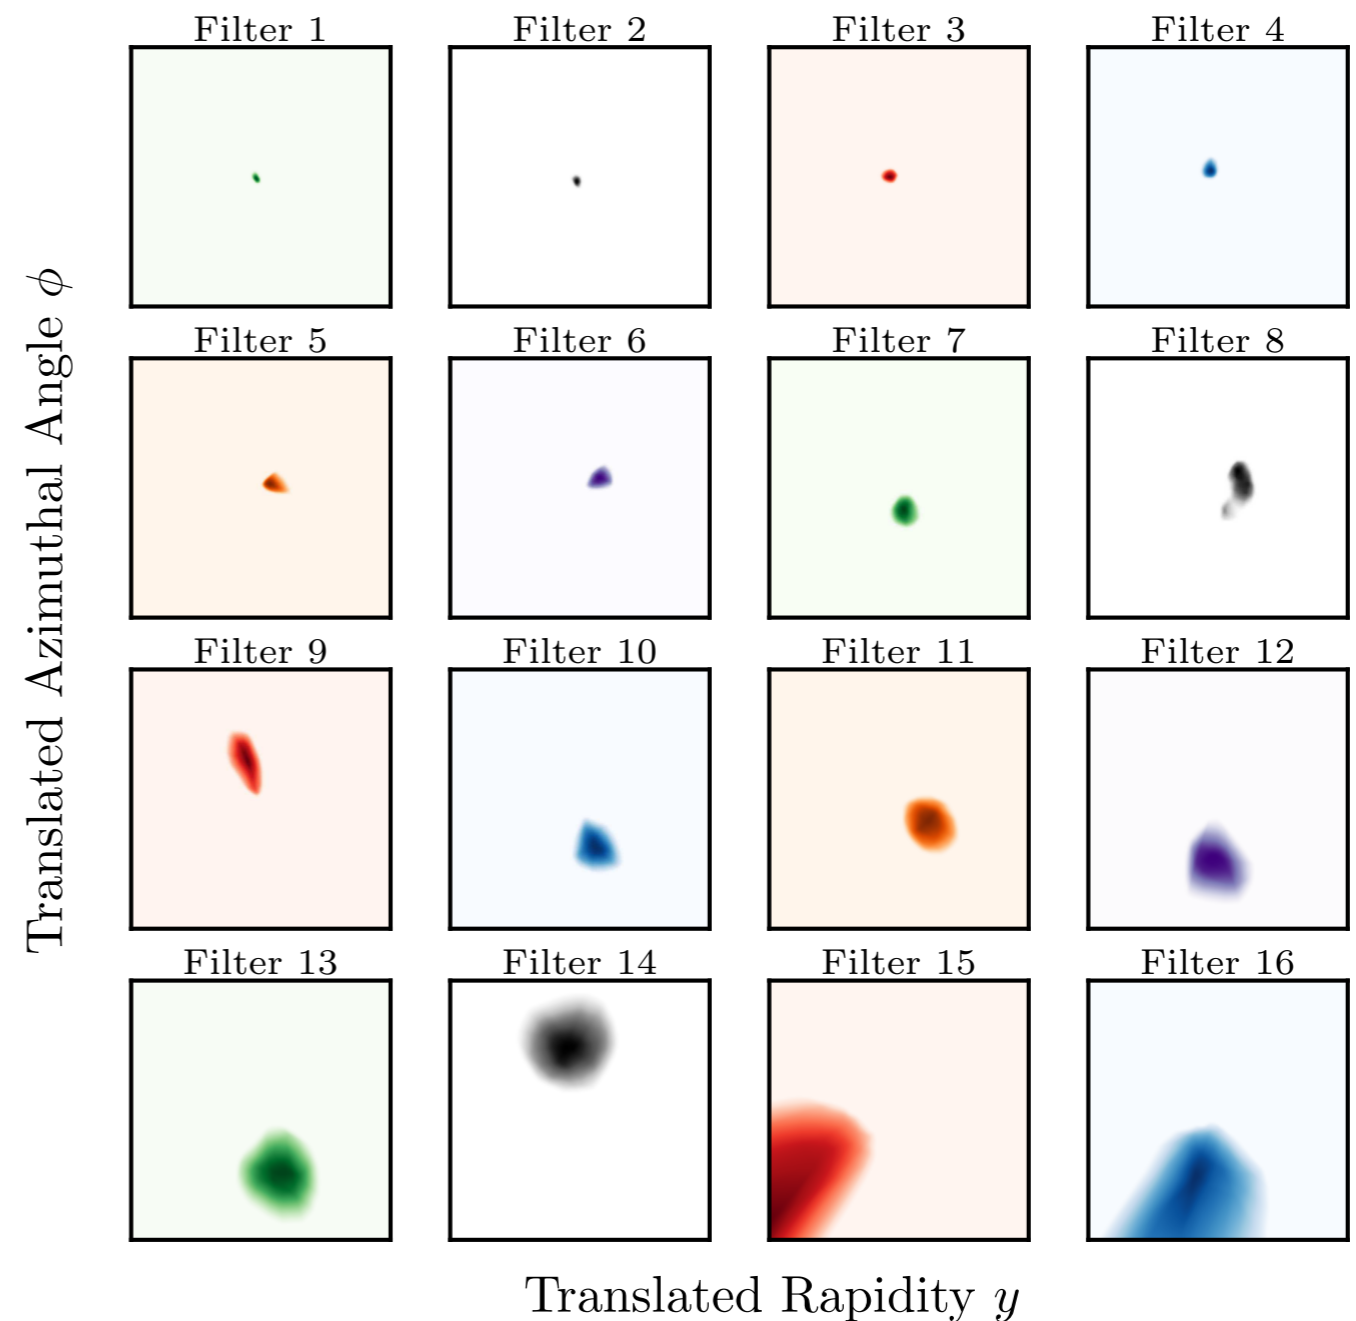 Filter 1
Filter 2
Filter 3
Filter 4
Filter 5
Filter 6
Filter 7
Filter 8
Filter 9
Filter 10
Filter 11
Filter 12
Filter 13
Filter 14
Filter 15
Filter 16
Translated Azimuthal Angle ϕ
Translated Rapidity y